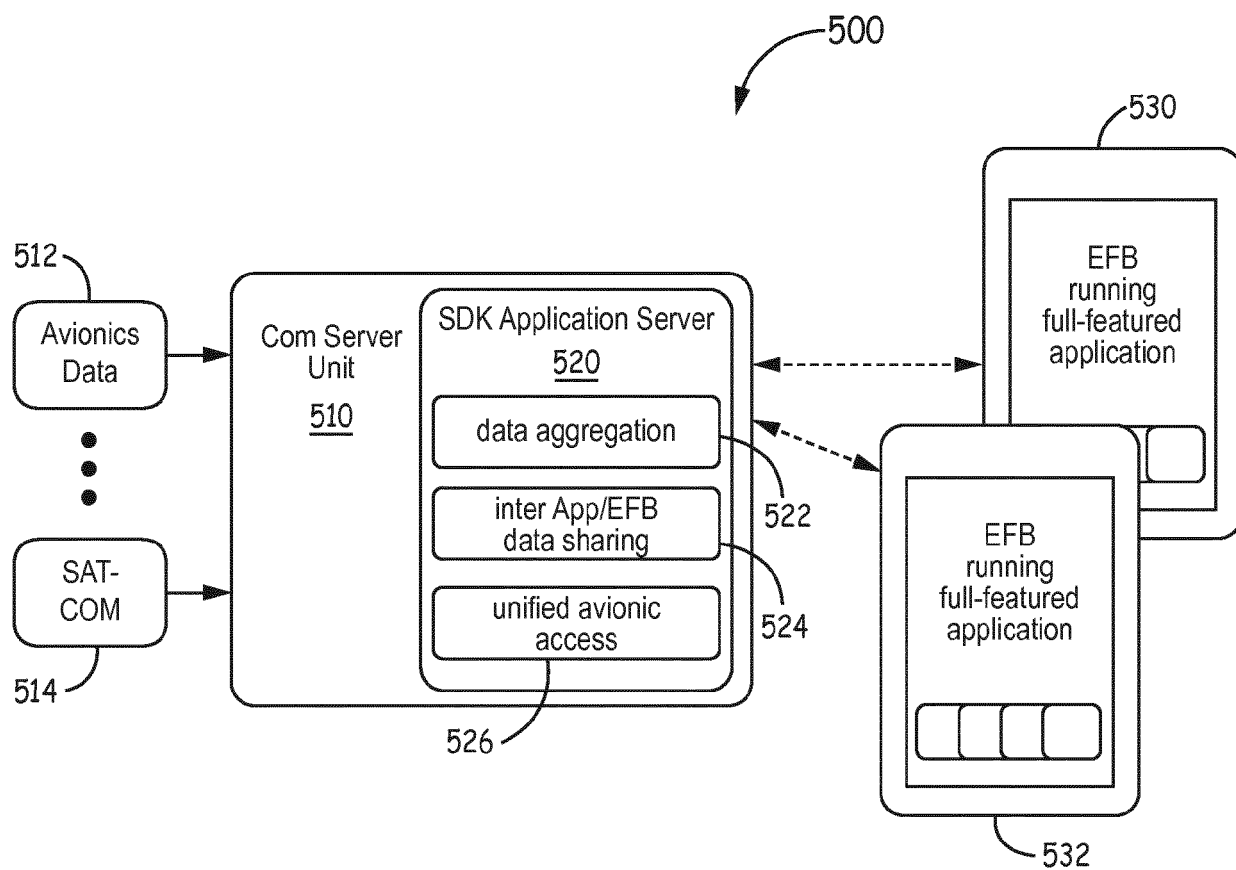 500
530
512
Avionics
Data
514
SAT-
COM
Com Server
Unit
510
SDK Application Server
520
data aggregation
522
inter App/EFB
data sharing
524
unified avionic
access
526
EFB
running
full-featured
application
EFB
running
full-featured
application
532